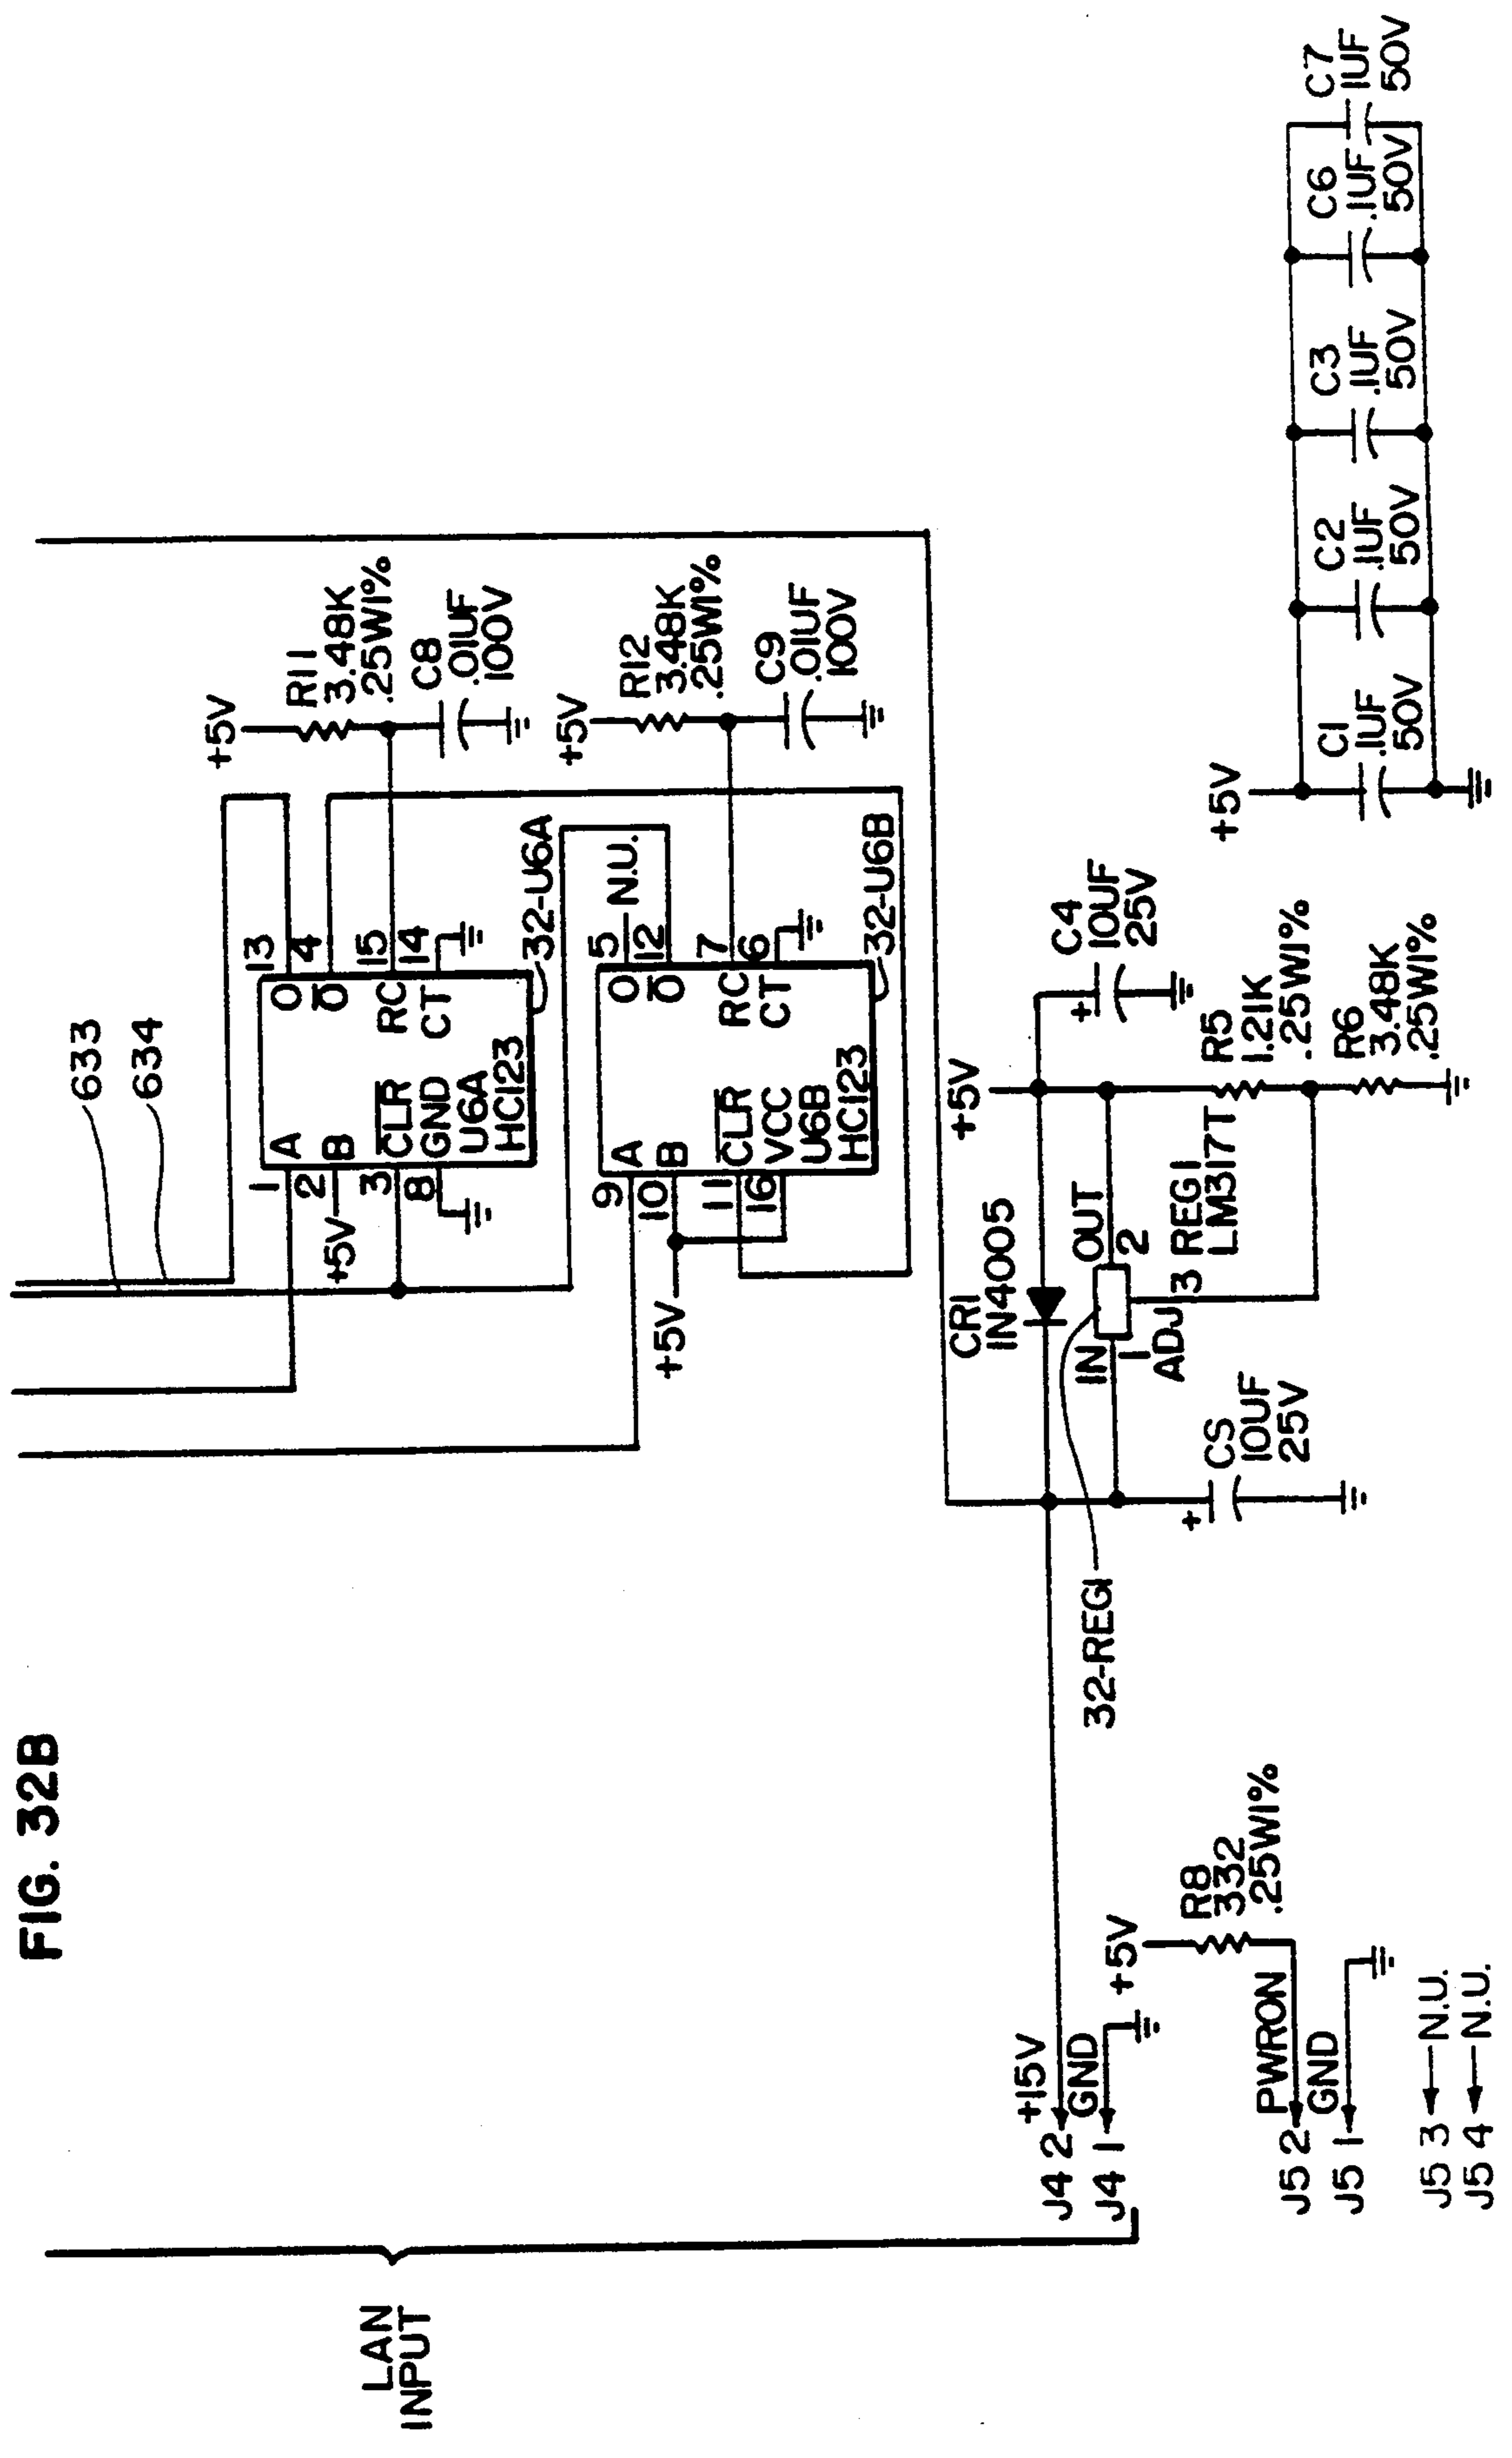 FIG. 32B
633
634
LAN
INPUT
1
2
3
8
+5V
A
B
CLR
GND
U6A
HC123
O
O
RC
CT
13
4
15
14
32-U6A
+5V
R11
3.48K
.25W1%
C8
.01UF
100V
9
10
11
16
+5V
A
B
CLR
VCC
U6B
HC123
O
O
RC
CT
5
12
7
6
N.U.
32-U6B
+5V
R12
3.48K
.25W1%
C9
.01UF
100V
J4 2
+15V
J4 1
GND
+5V
R8
332
.25W1%
J5 2
PWRON
J5 1
GND
J5 3
N.U.
J5 4
N.U.
32-REG1
CS
10UF
25V
CR1
IN4005
IN
1
ADJ
3
OUT
2
REG1
LM317T
+5V
C4
10UF
25V
R5
1.21K
.25W1%
R6
3.48K
.25W1%
+5V
C1
.1UF
50V
C2
.1UF
50V
C3
.1UF
50V
C6
.1UF
50V
C7
.1UF
50V